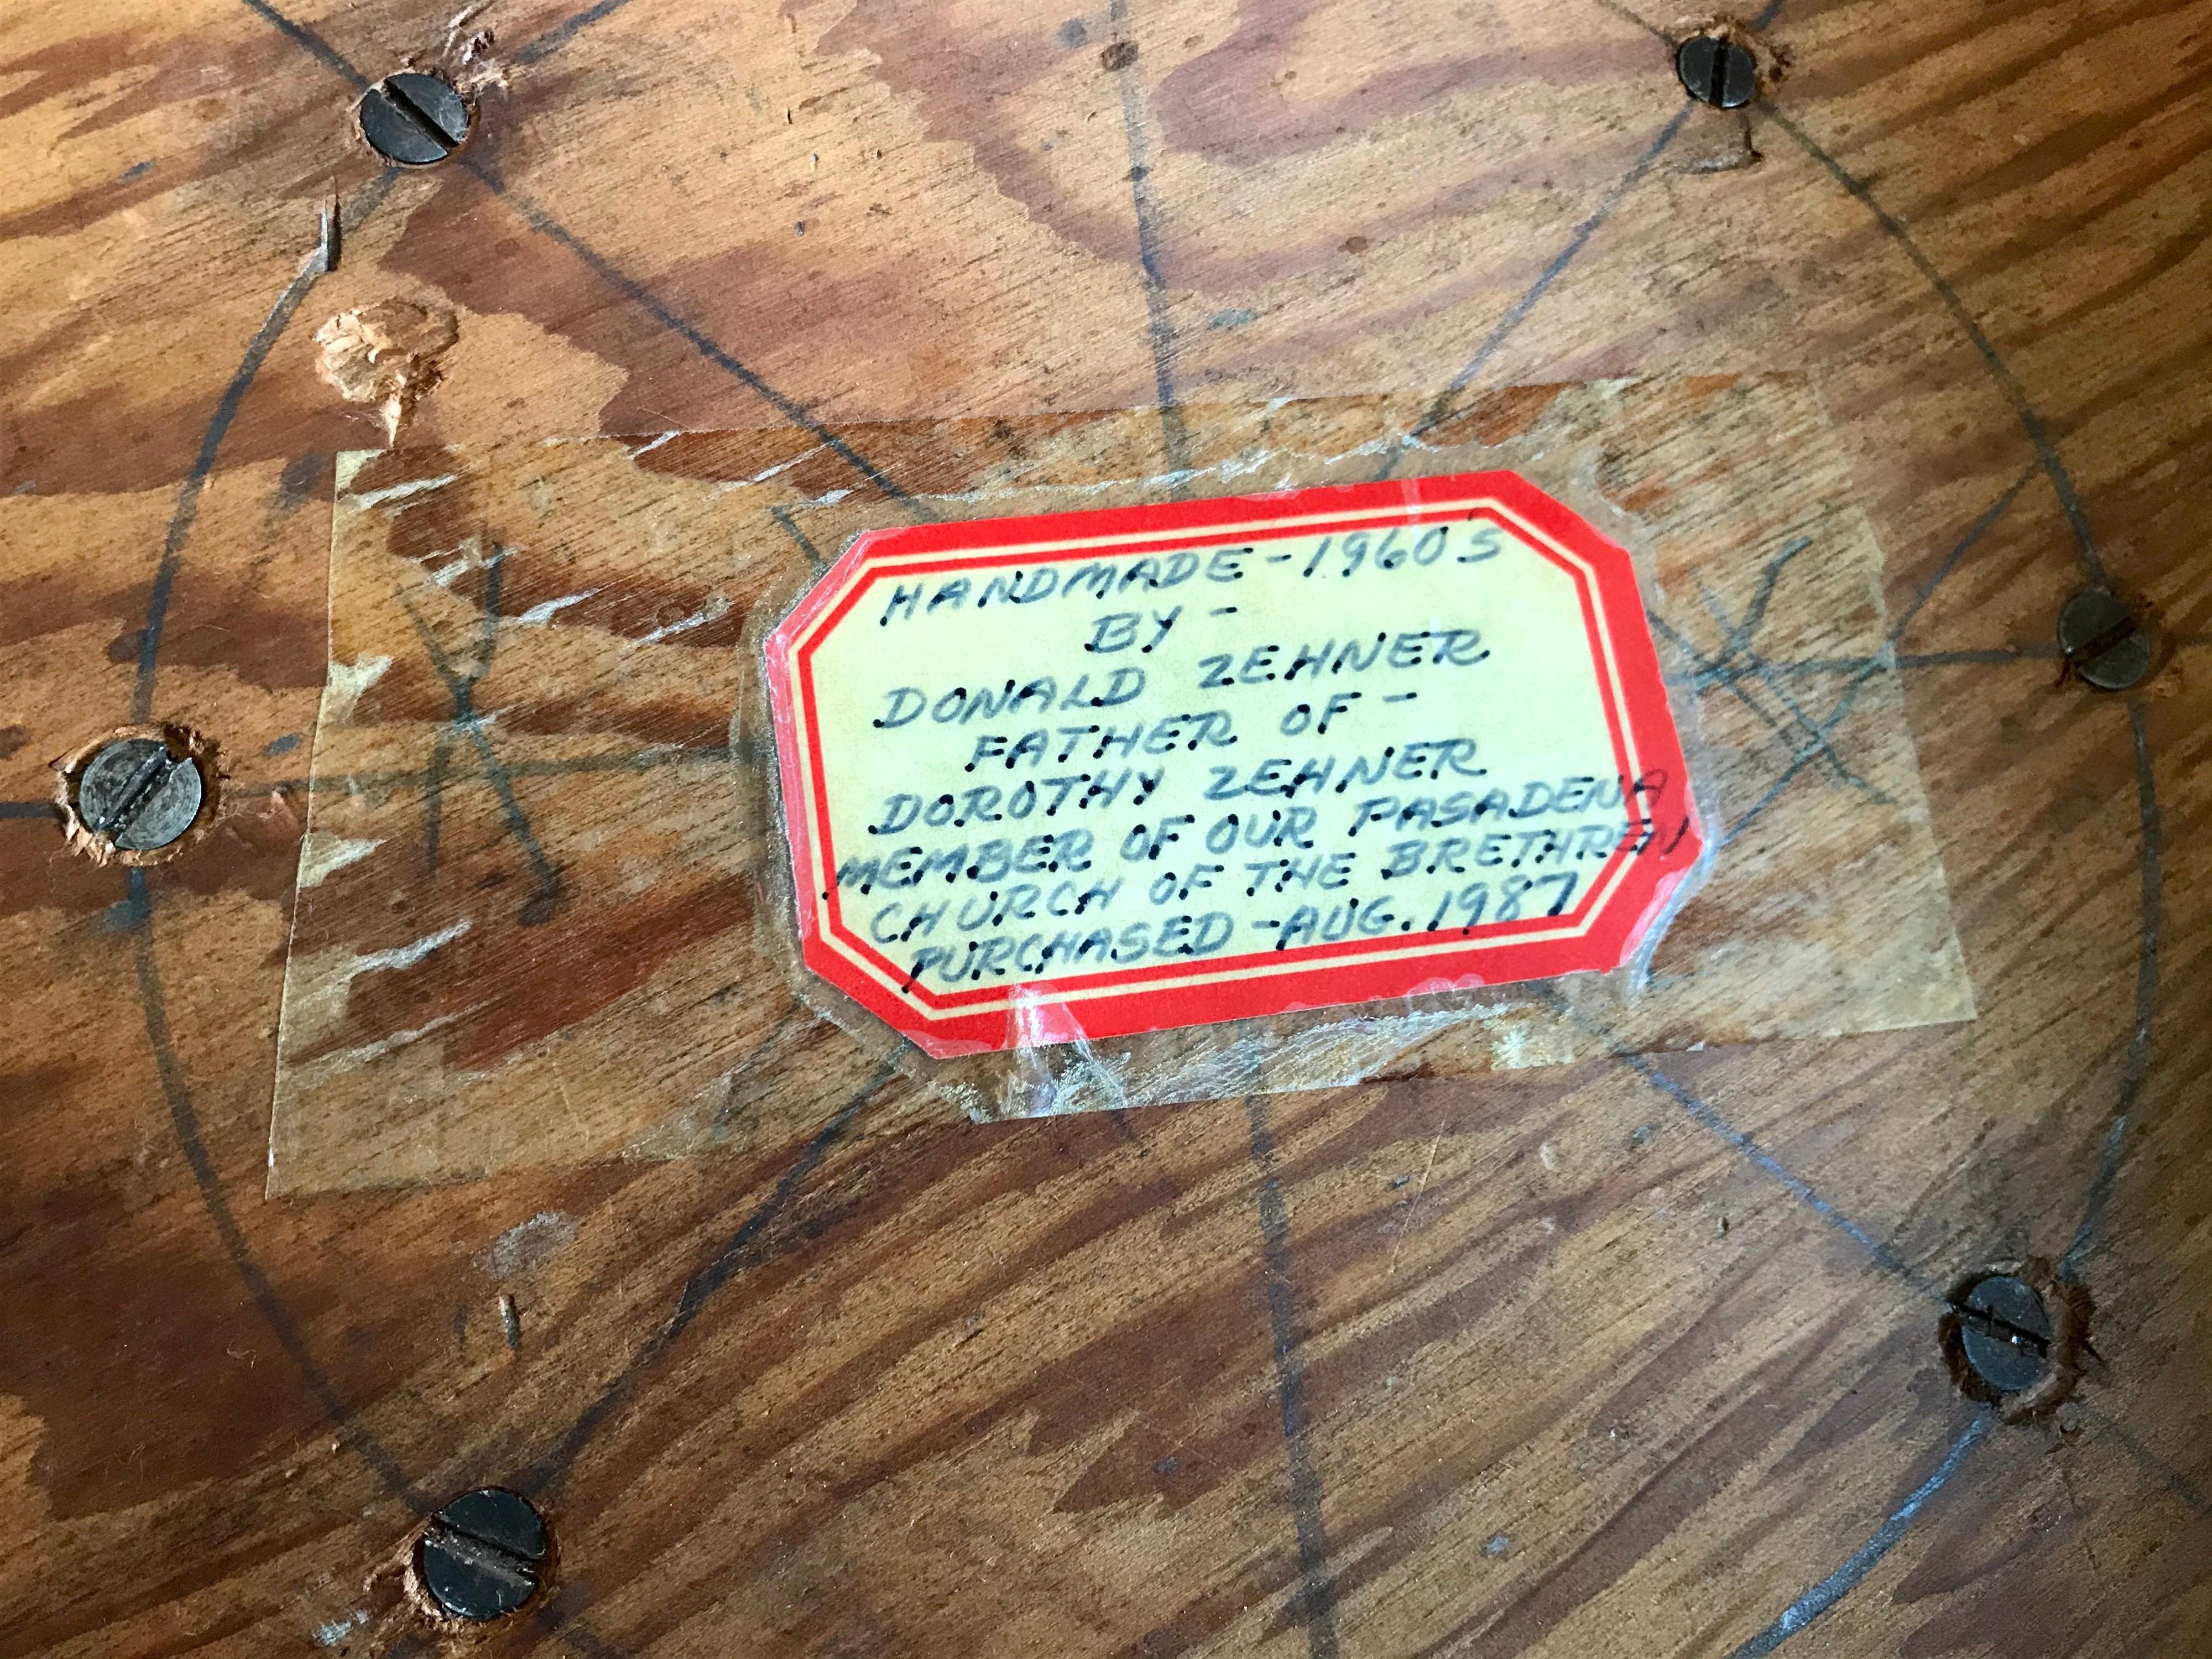 HANDMADE-1960'S
BY -
DONALD ZEHNER
FATHER OF -
DOROTHY ZEHNER
MEMBER OF OUR PASADENA
CHURCH OF THE BRETHREN
PURCHASED-AUG. 1987